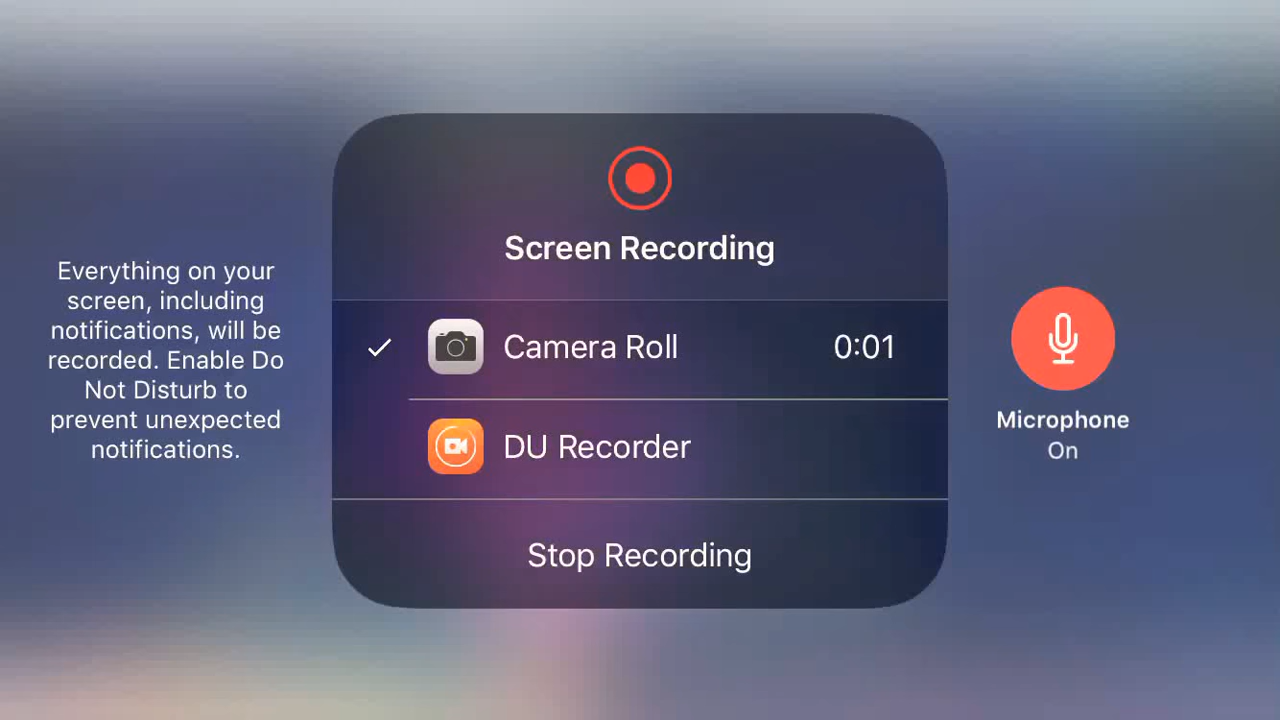 Everything on your
screen, including
notifications, will be
recorded. Enable Do
Not Disturb to
prevent unexpected
notifications.
Screen Recording
Camera Roll 0:01
DU Recorder
Stop Recording
Microphone
On